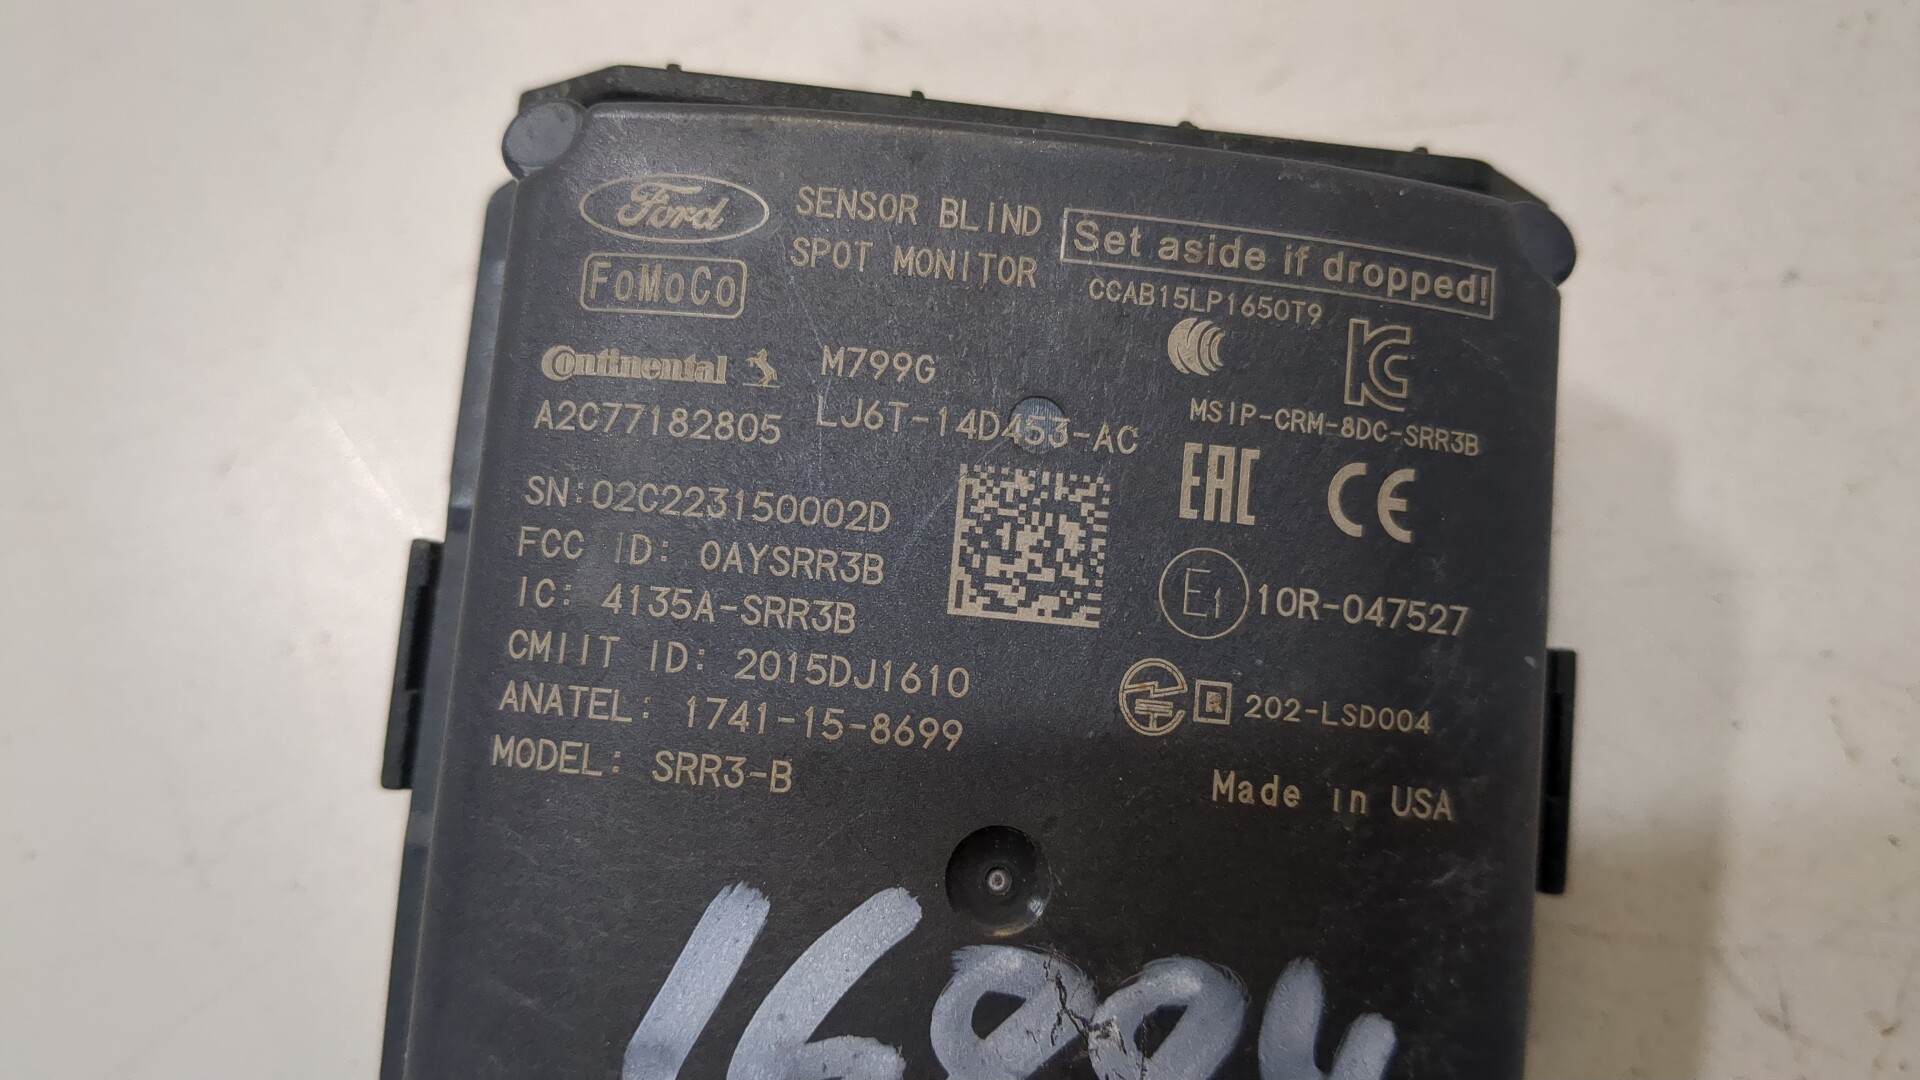 Ford
SENSOR BLIND
SPOT MONITOR
Set aside if dropped!
FoMoCo
CCAB15LP1650T9
Continental
M799G
A2C77182805
LJ6T-14D453-AC
MSIP-CRM-8DC-SRR3B
EAC
CE
SN:02C223150002D
FCC ID: OAYSRR3B
IC: 4135A-SRR3B
E1
10R-047527
CMIIT ID: 2015DJ1610
ANATEL: 1741-15-8699
R 202-LSD004
MODEL: SRR3-B
Made in USA